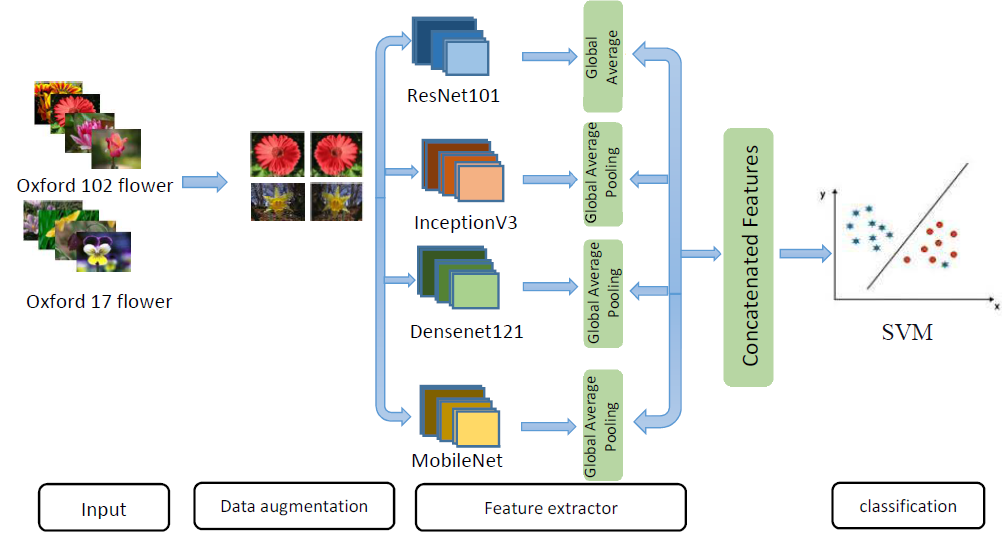 Oxford 102 flower
Oxford 17 flower
ResNet101
InceptionV3
Densenet121
MobileNet
Global
Average
Global Average
Pooling
Global Average
Pooling
Global Average
Pooling
Concatenated Features
y
x
SVM
Input
Data augmentation
Feature extractor
classification